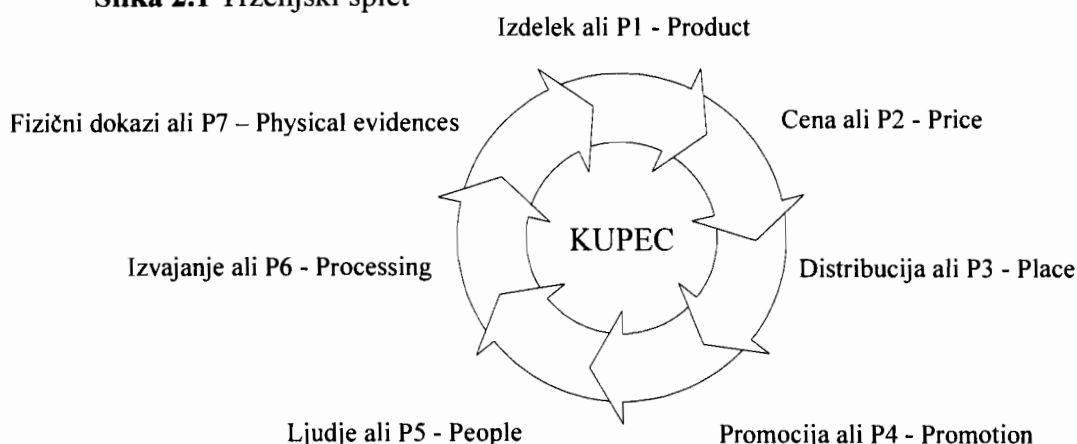 Slika 2.1 Trženjski splet
Izdelek ali P1 - Product
Fizični dokazi ali P7 – Physical evidences
Cena ali P2 - Price
KUPEC
Izvajanje ali P6 - Processing
Distribucija ali P3 - Place
Ljudje ali P5 - People
Promocija ali P4 - Promotion